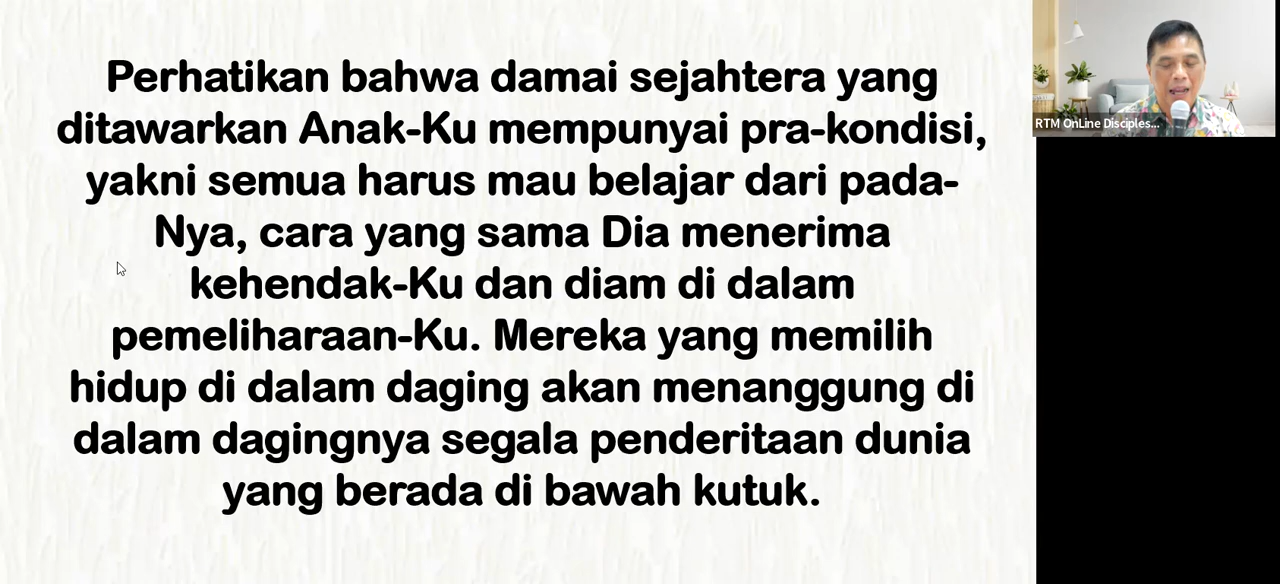 Perhatikan bahwa damai sejahtera yang
ditawarkan Anak-Ku mempunyai pra-kondisi,
yakni semua harus mau belajar dari pada-
Nya, cara yang sama Dia menerima
kehendak-Ku dan diam di dalam
pemeliharaan-Ku. Mereka yang memilih
hidup di dalam daging akan menanggung di
dalam dagingnya segala penderitaan dunia
yang berada di bawah kutuk.
RTM OnLine Disciples...